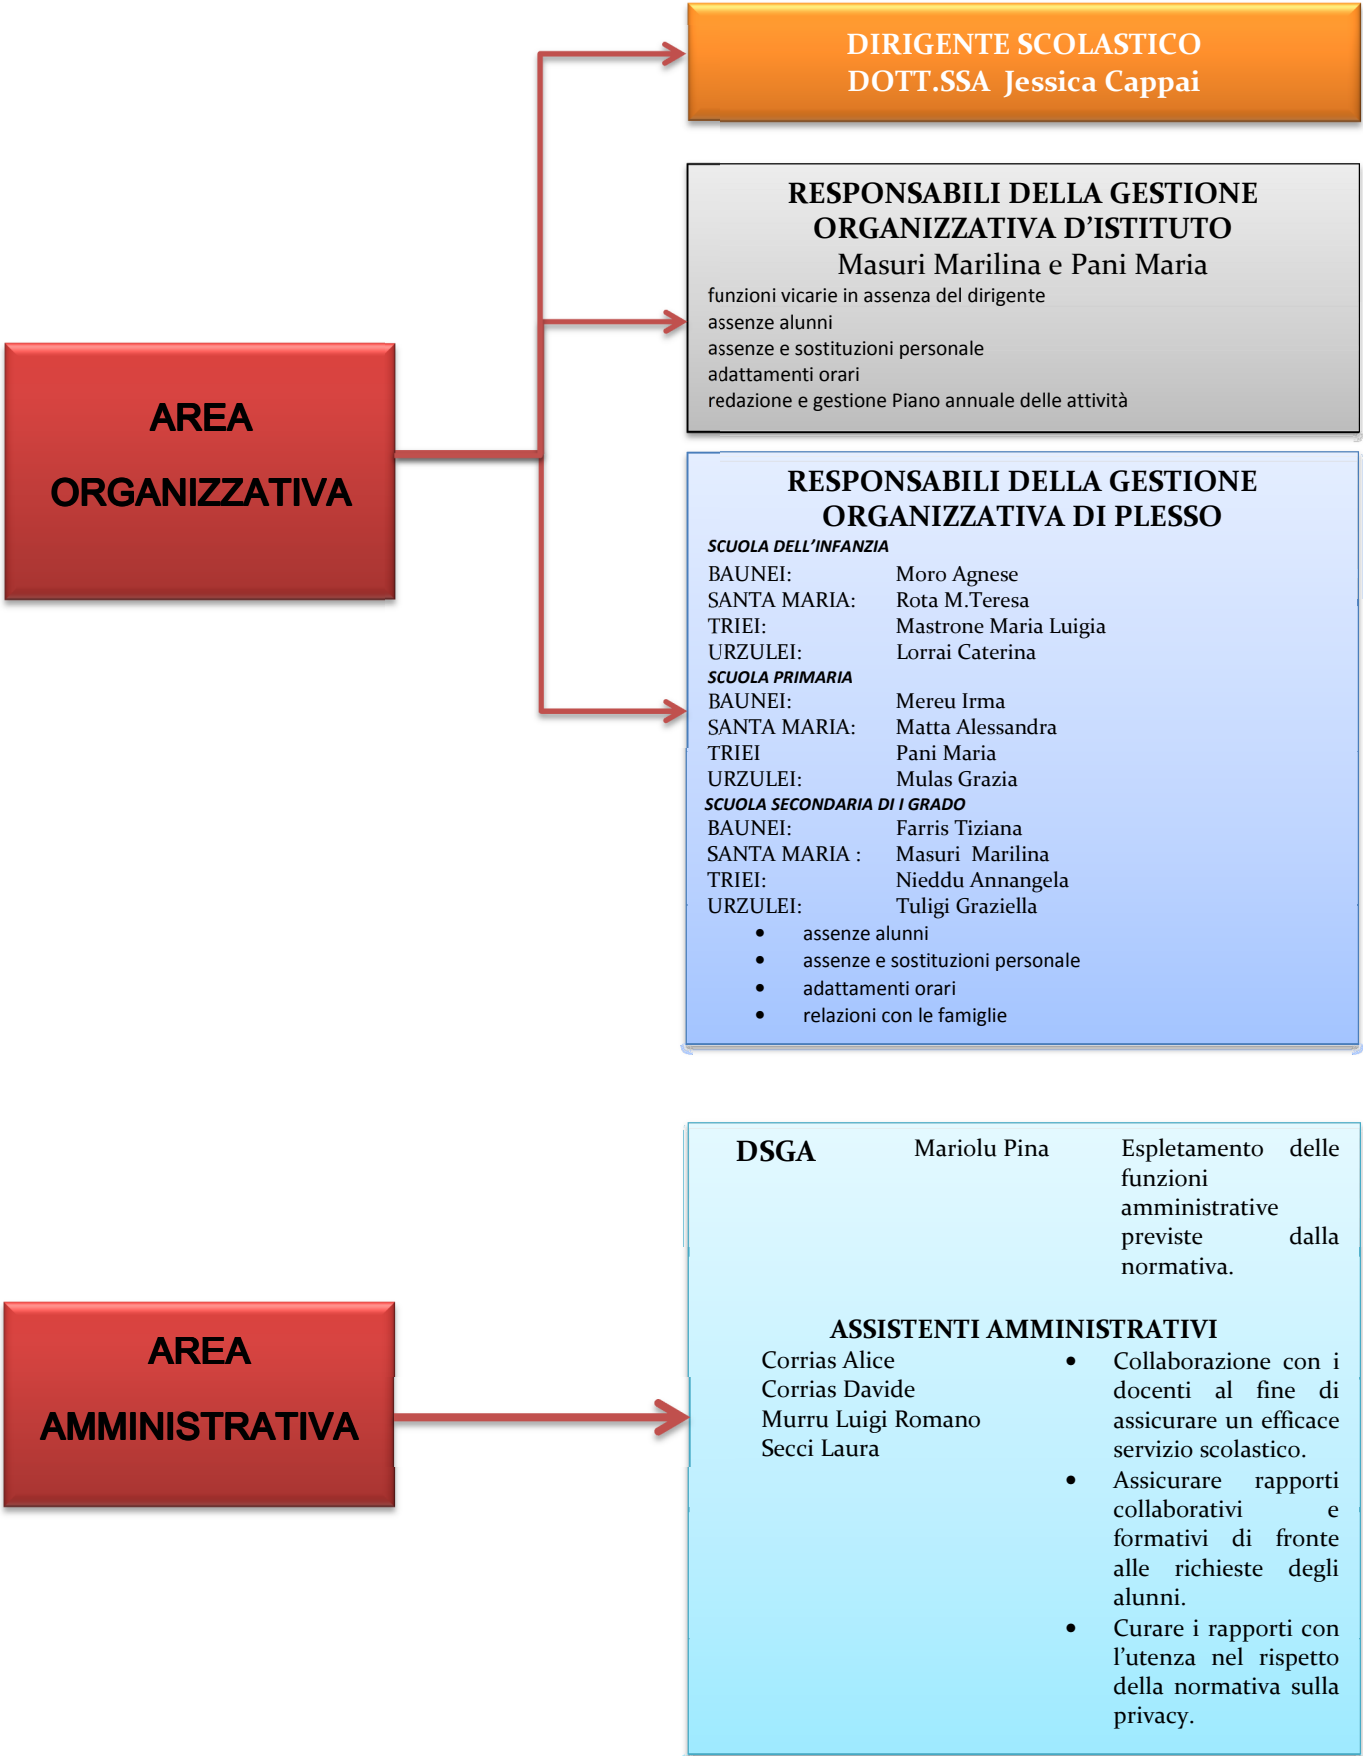 DIRIGENTE SCOLASTICO
DOTT.SSA Jessica Cappai
RESPONSABILI DELLA GESTIONE
ORGANIZZATIVA D'ISTITUTO
Masuri Marilina e Pani Maria
funzioni vicarie in assenza del dirigente
assenze alunni
assenze e sostituzioni personale
adattamenti orari
redazione e gestione Piano annuale delle attività
AREA
ORGANIZZATIVA
RESPONSABILI DELLA GESTIONE
ORGANIZZATIVA DI PLESSO
SCUOLA DELL'INFANZIA
BAUNEI: Moro Agnese
SANTA MARIA: Rota M.Teresa
TRIEI: Mastrone Maria Luigia
URZULEI: Lorrai Caterina
SCUOLA PRIMARIA
BAUNEI: Mereu Irma
SANTA MARIA: Matta Alessandra
TRIEI Pani Maria
URZULEI: Mulas Grazia
SCUOLA SECONDARIA DI I GRADO
BAUNEI: Farris Tiziana
SANTA MARIA : Masuri Marilina
TRIEI: Nieddu Annangela
URZULEI: Tuligi Graziella
• assenze alunni
• assenze e sostituzioni personale
• adattamenti orari
• relazioni con le famiglie
AREA
AMMINISTRATIVA
DSGA Mariolu Pina
Espletamento delle
funzioni
amministrative
previste dalla
normativa.
ASSISTENTI AMMINISTRATIVI
Corrias Alice
Corrias Davide
Murru Luigi Romano
Secci Laura
• Collaborazione con i
docenti al fine di
assicurare un efficace
servizio scolastico.
• Assicurare rapporti
collaborativi e
formativi di fronte
alle richieste degli
alunni.
• Curare i rapporti con
l'utenza nel rispetto
della normativa sulla
privacy.